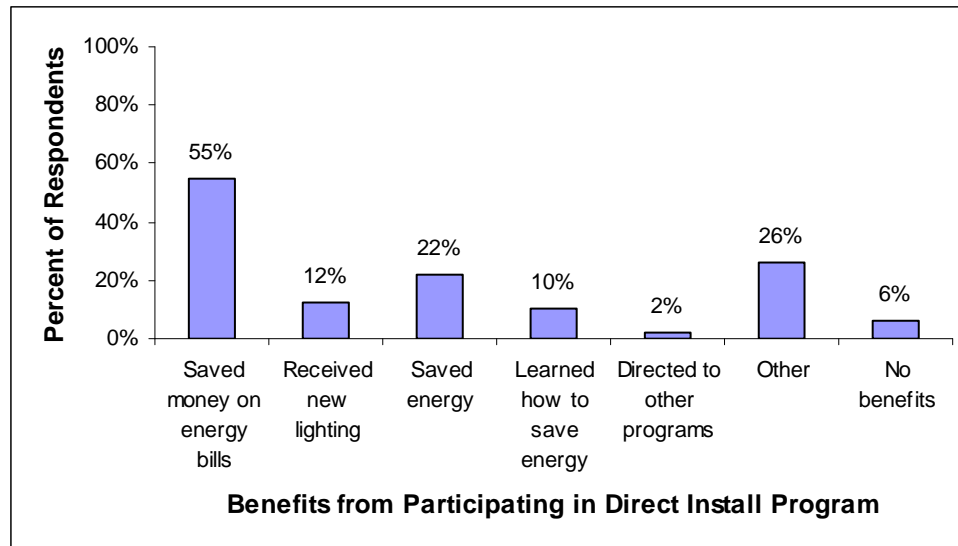 Percent of Respondents
100%
80%
60%
40%
20%
0%
55%
12%
22%
10%
2%
26%
6%
Saved
money on
energy
bills
Received
new
lighting
Saved
energy
Learned
how to
save
energy
Directed to
other
programs
Other
No
benefits
Benefits from Participating in Direct Install Program